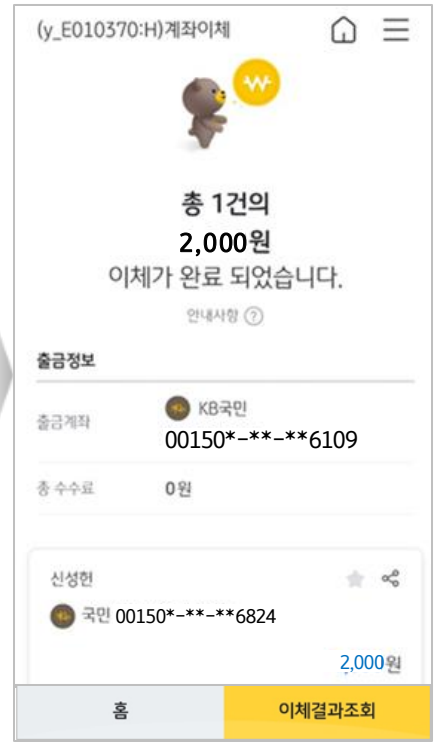 (y_E010370:H)계좌이체
총 1건의
2,000원
이체가 완료 되었습니다.
안내사항 ?
출금정보
출금계좌 KB국민
00150*-**-**6109
총 수수료 0원
신성헌
국민 00150*-**-**6824
2,000원
홈 이체결과조회